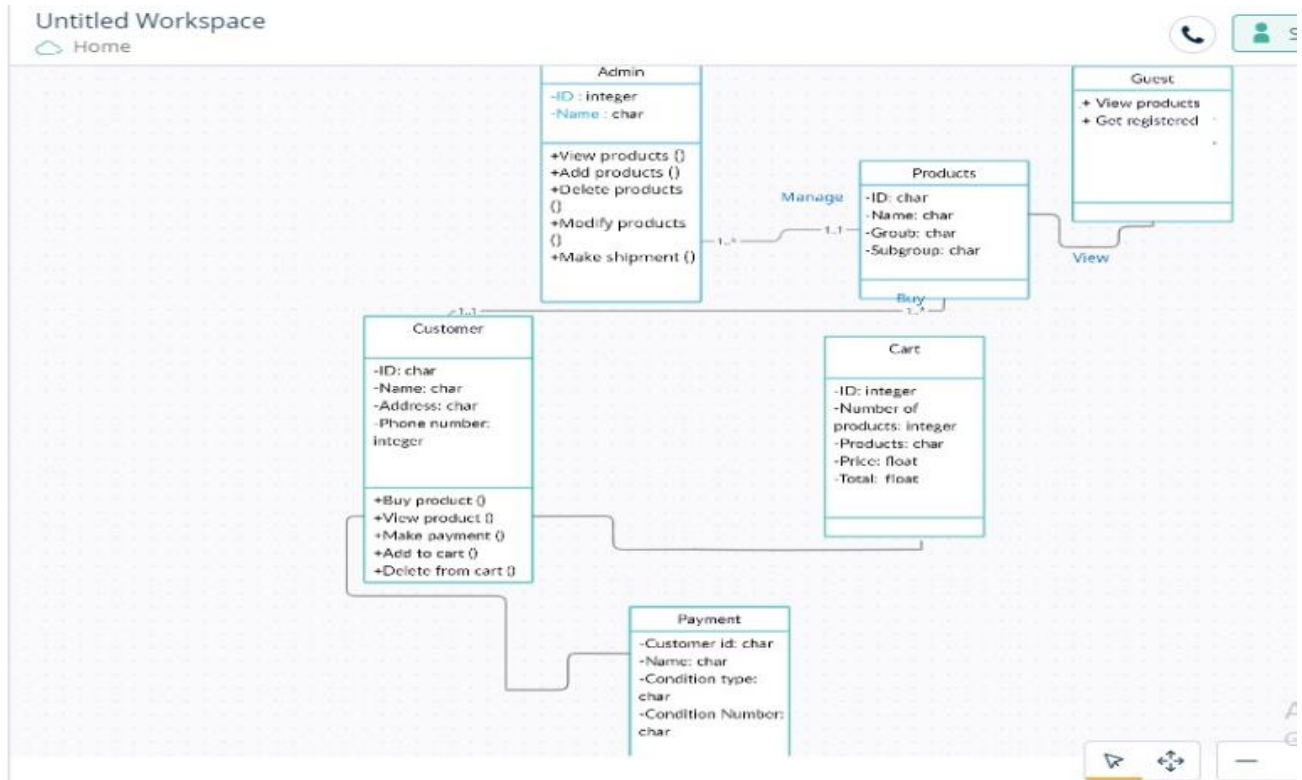 Untitled Workspace
Home
S
Admin
-ID : integer
-Name : char
+View products ()
+Add products ()
+Delete products
()
+Modify products
()
+Make shipment ()
Guest
+ View products
+ Get registered
Products
-ID: char
-Name: char
-Group: char
-Subgroup: char
Manage
1..*
1..1
View
Buy
1..1
1..*
Customer
-ID: char
-Name: char
-Address: char
-Phone number:
integer
+Buy product ()
+View product ()
+Make payment ()
+Add to cart ()
+Delete from cart ()
Cart
-ID: integer
-Number of
products: integer
-Products: char
-Price: float
-Total: float
Payment
-Customer id: char
-Name: char
-Condition type:
char
-Condition Number:
char
A
G